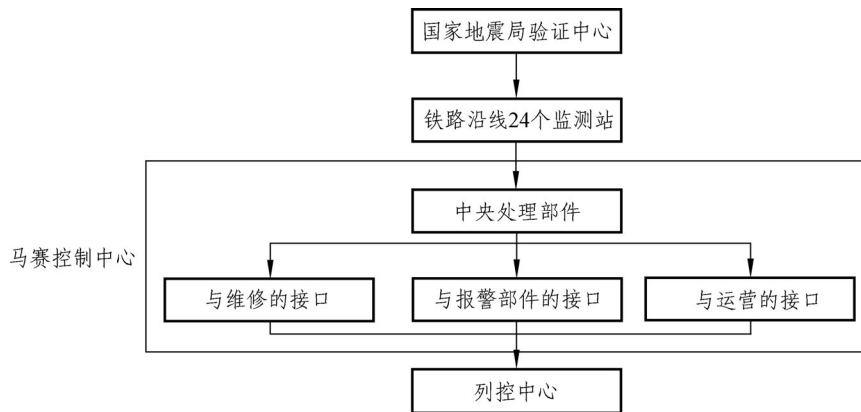 国家地震局验证中心
铁路沿线24个监测站
中央处理部件
马赛控制中心
与维修的接口
与报警部件的接口
与运营的接口
列控中心